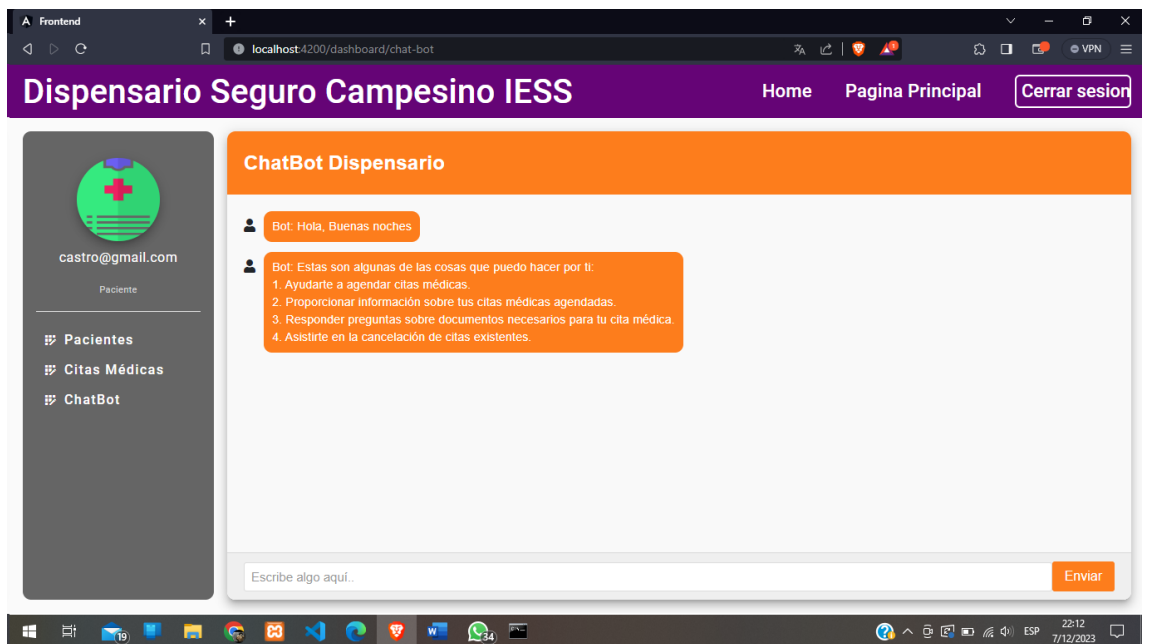 Frontend
localhost:4200/dashboard/chat-bot
VPN
Dispensario Seguro Campesino IESS
Home
Pagina Principal
Cerrar sesion
castro@gmail.com
Paciente
Pacientes
Citas Médicas
ChatBot
ChatBot Dispensario
Bot: Hola, Buenas noches
Bot: Estas son algunas de las cosas que puedo hacer por ti:
1. Ayudarte a agendar citas médicas.
2. Proporcionar información sobre tus citas médicas agendadas.
3. Responder preguntas sobre documentos necesarios para tu cita médica.
4. Asistirte en la cancelación de citas existentes.
Escribe algo aquí..
Enviar
19
34
ESP
22:12
7/12/2023